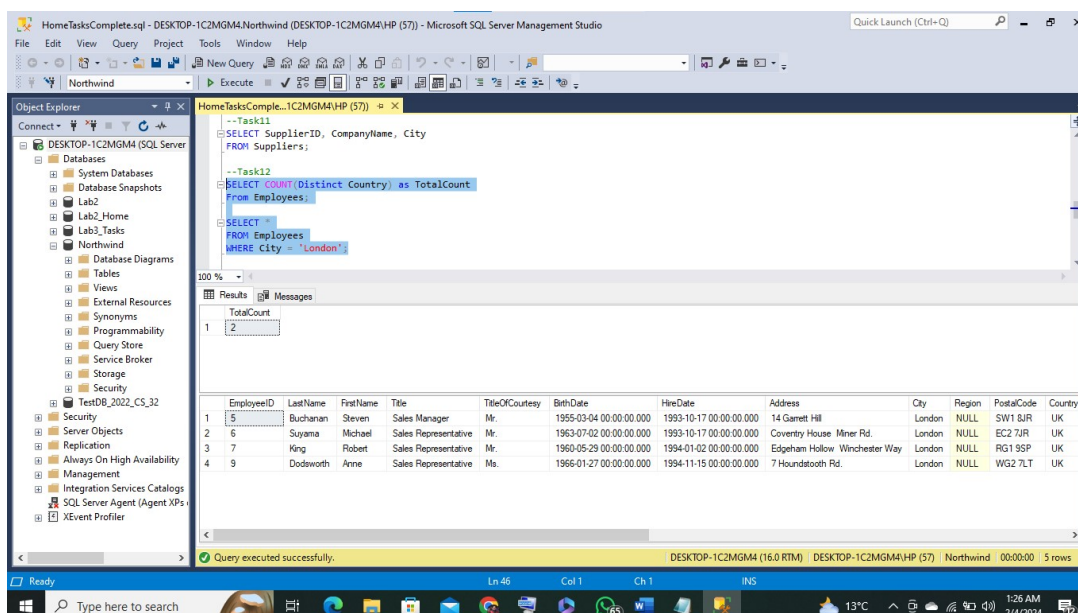 HomeTasksComplete.sql - DESKTOP-1C2MGM4.Northwind (DESKTOP-1C2MGM4\HP (57)) - Microsoft SQL Server Management Studio
Quick Launch (Ctrl+Q)
File Edit View Query Project Tools Window Help
New Query
Northwind Execute
Object Explorer
Connect
DESKTOP-1C2MGM4 (SQL Server
Databases
System Databases
Database Snapshots
Lab2
Lab2_Home
Lab3_Tasks
Northwind
Database Diagrams
Tables
Views
External Resources
Synonyms
Programmability
Query Store
Service Broker
Storage
Security
TestDB_2022_CS_32
Security
Server Objects
Replication
Always On High Availability
Management
Integration Services Catalogs
SQL Server Agent (Agent XPs
XEvent Profiler
HomeTasksComple...1C2MGM4\HP (57))
--Task11
SELECT SupplierID, CompanyName, City
FROM Suppliers;
--Task12
SELECT COUNT(Distinct Country) as TotalCount
From Employees;
SELECT *
FROM Employees
WHERE City = 'London';
100 %
Results Messages
TotalCount
1 2
EmployeeID LastName FirstName Title TitleOfCourtesy BirthDate HireDate Address City Region PostalCode Country
1 5 Buchanan Steven Sales Manager Mr. 1955-03-04 00:00:00.000 1993-10-17 00:00:00.000 14 Garrett Hill London NULL SW1 8JR UK
2 6 Suyama Michael Sales Representative Mr. 1963-07-02 00:00:00.000 1993-10-17 00:00:00.000 Coventry House Miner Rd. London NULL EC2 7JR UK
3 7 King Robert Sales Representative Mr. 1960-05-29 00:00:00.000 1994-01-02 00:00:00.000 Edgeham Hollow Winchester Way London NULL RG1 9SP UK
4 9 Dodsworth Anne Sales Representative Ms. 1966-01-27 00:00:00.000 1994-11-15 00:00:00.000 7 Houndstooth Rd. London NULL WG2 7LT UK
Query executed successfully.
DESKTOP-1C2MGM4 (16.0 RTM) DESKTOP-1C2MGM4\HP (57) Northwind 00:00:00 5 rows
Ready Ln 46 Col 1 Ch 1 INS
Type here to search
65
13°C
1:26 AM
2/4/2024